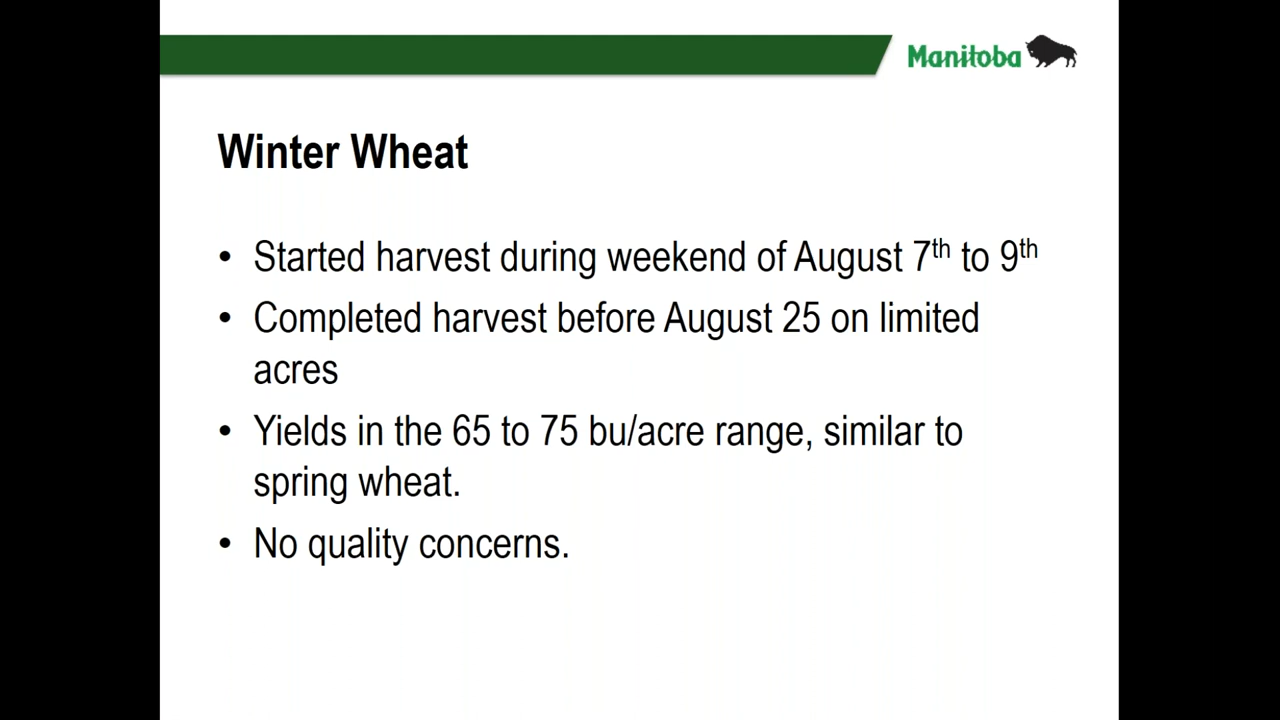 Manitoba
Winter Wheat
• Started harvest during weekend of August 7th to 9th
• Completed harvest before August 25 on limited
acres
• Yields in the 65 to 75 bu/acre range, similar to
spring wheat.
• No quality concerns.